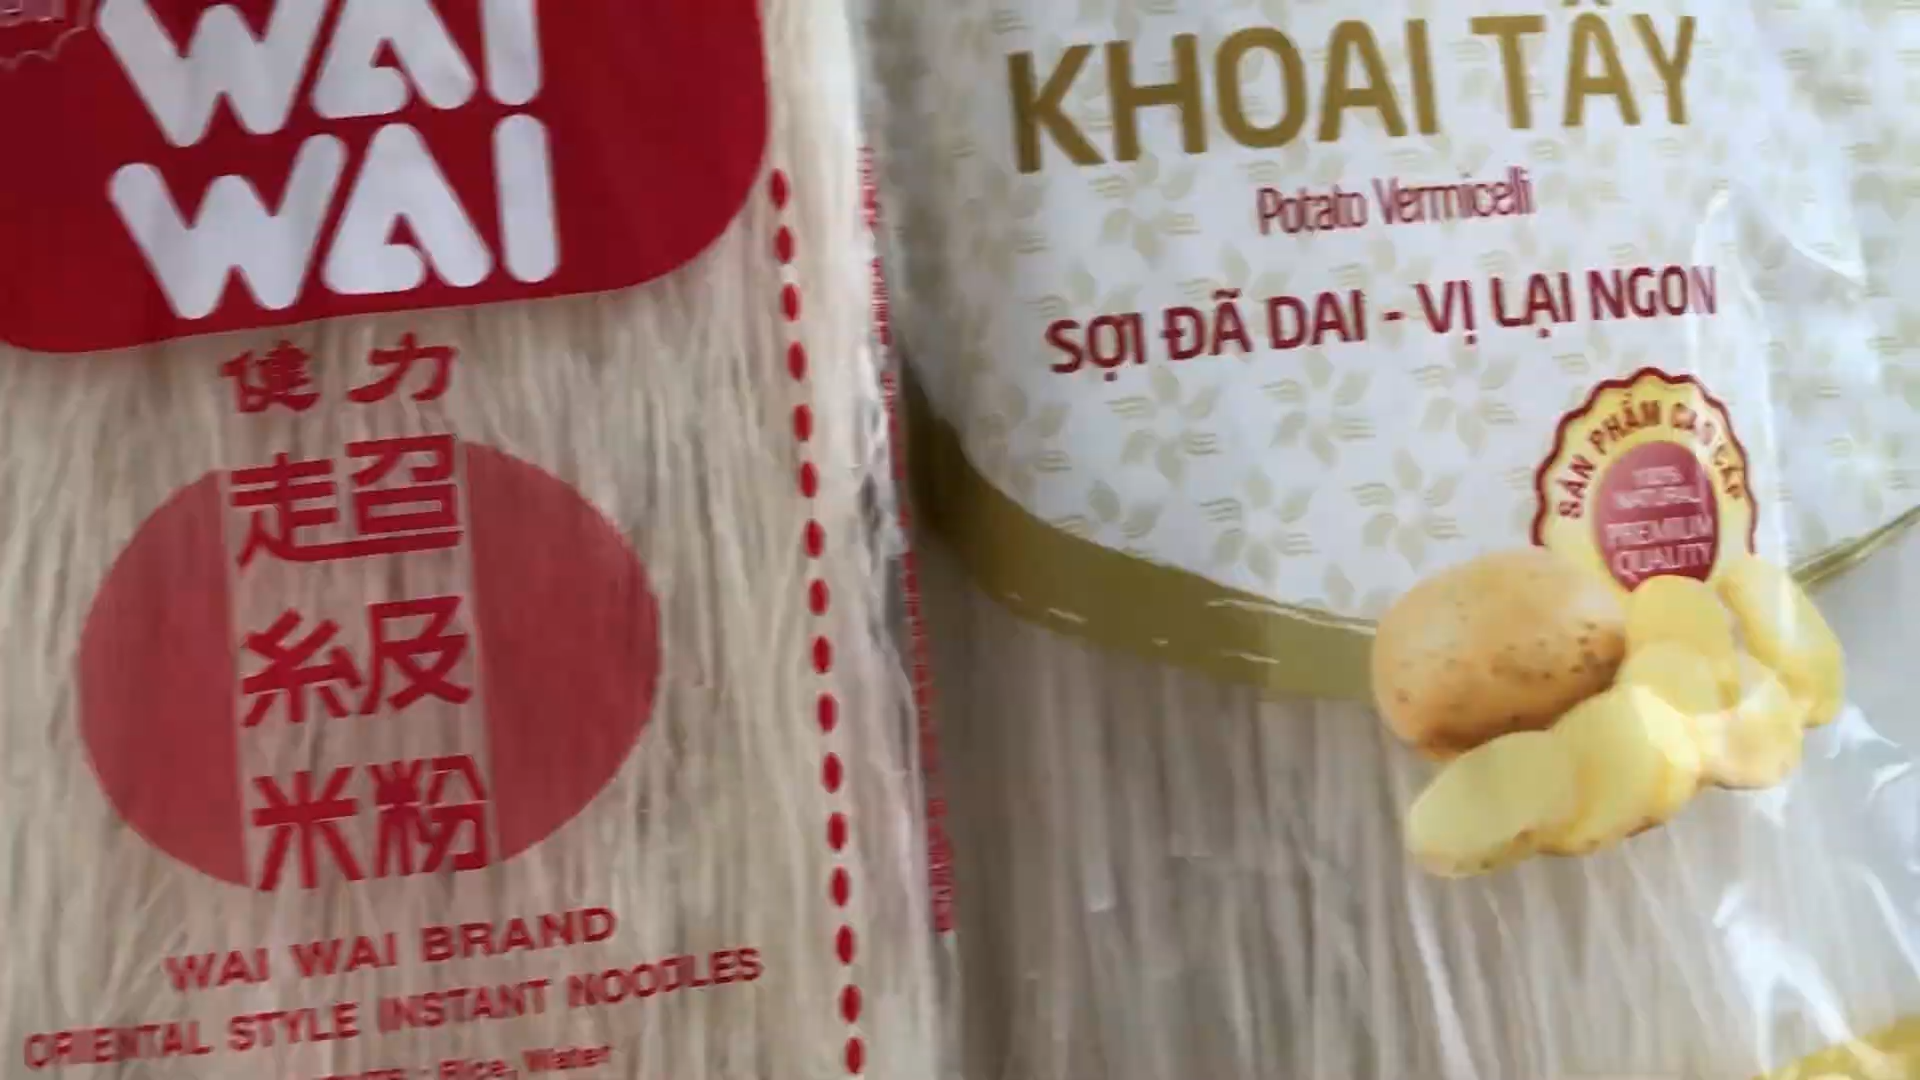 WAI
WAI
健力
超
級
米粉
WAI WAI BRAND
ORIENTAL STYLE INSTANT NOODLES
Rice, Water
KHOAI TÂY
Potato Vermicelli
SỢI ĐÃ DAI - VỊ LẠI NGON
SẢN PHẨM CAO CẤP
100%
NATURAL
PREMIUM
QUALITY